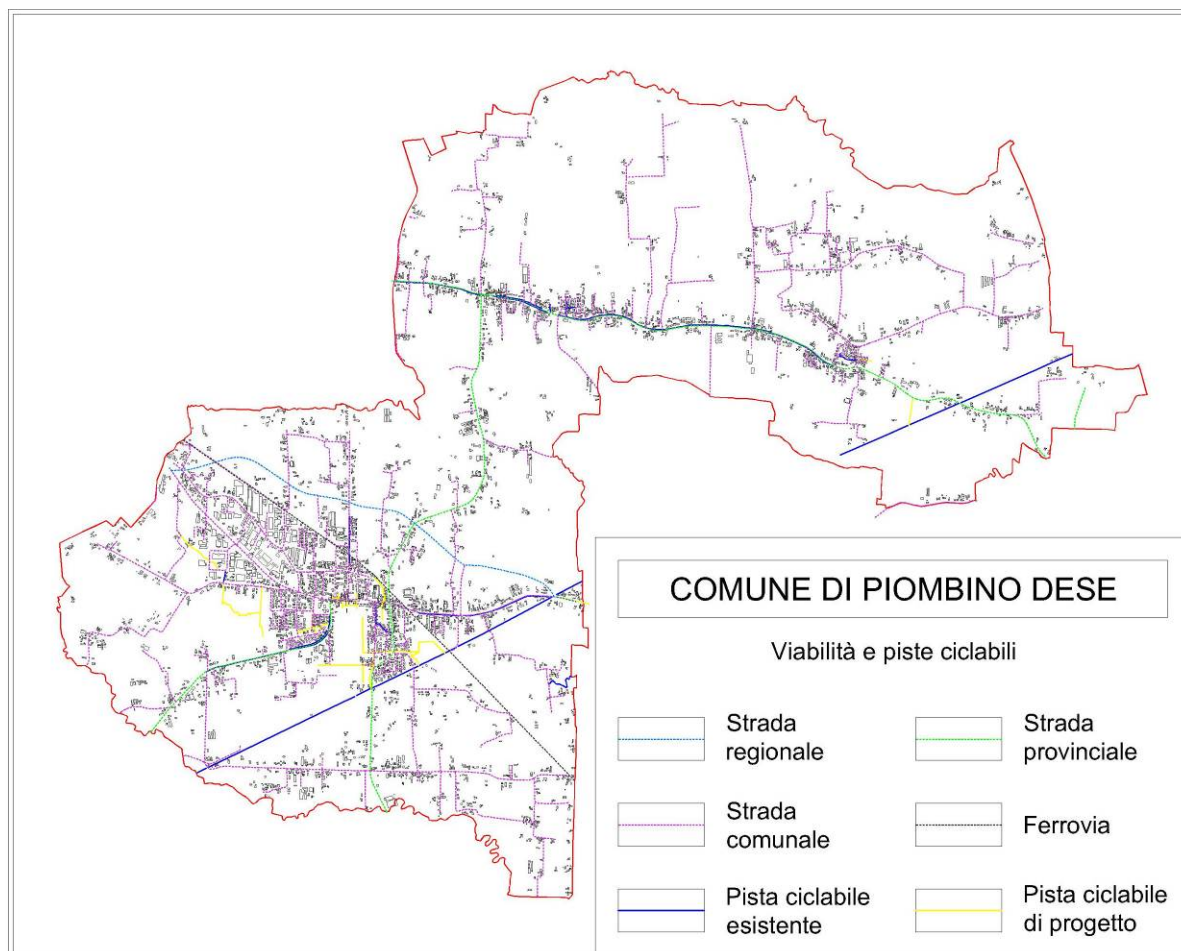 COMUNE DI PIOMBINO DESE
Viabilità e piste ciclabili
Strada
regionale
Strada
provinciale
Strada
comunale
Ferrovia
Pista ciclabile
esistente
Pista ciclabile
di progetto